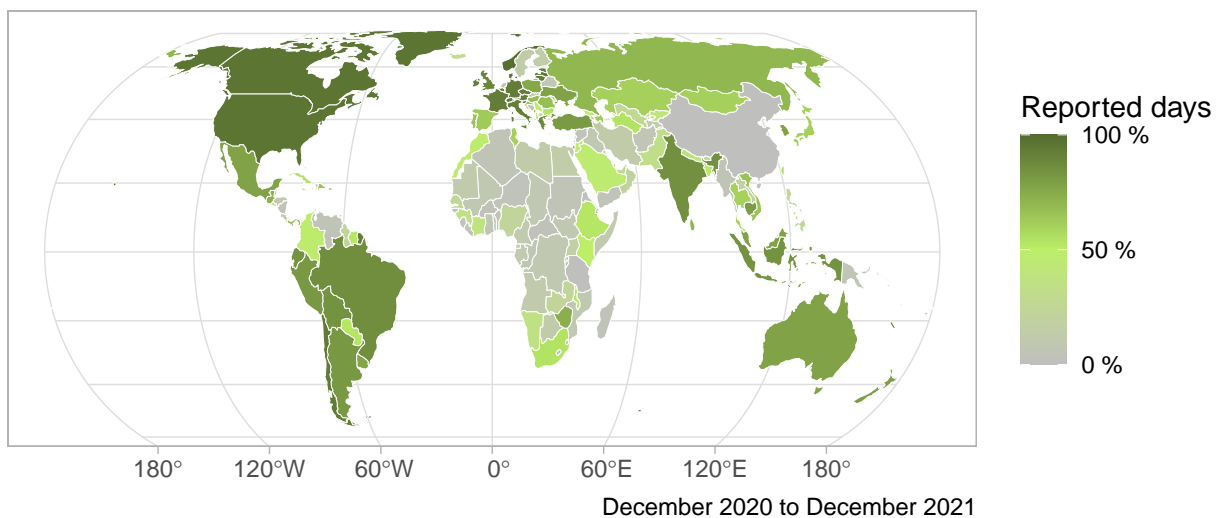 Reported days
100 %
50 %
0 %
180° 120°W 60°W 0° 60°E 120°E 180°
December 2020 to December 2021